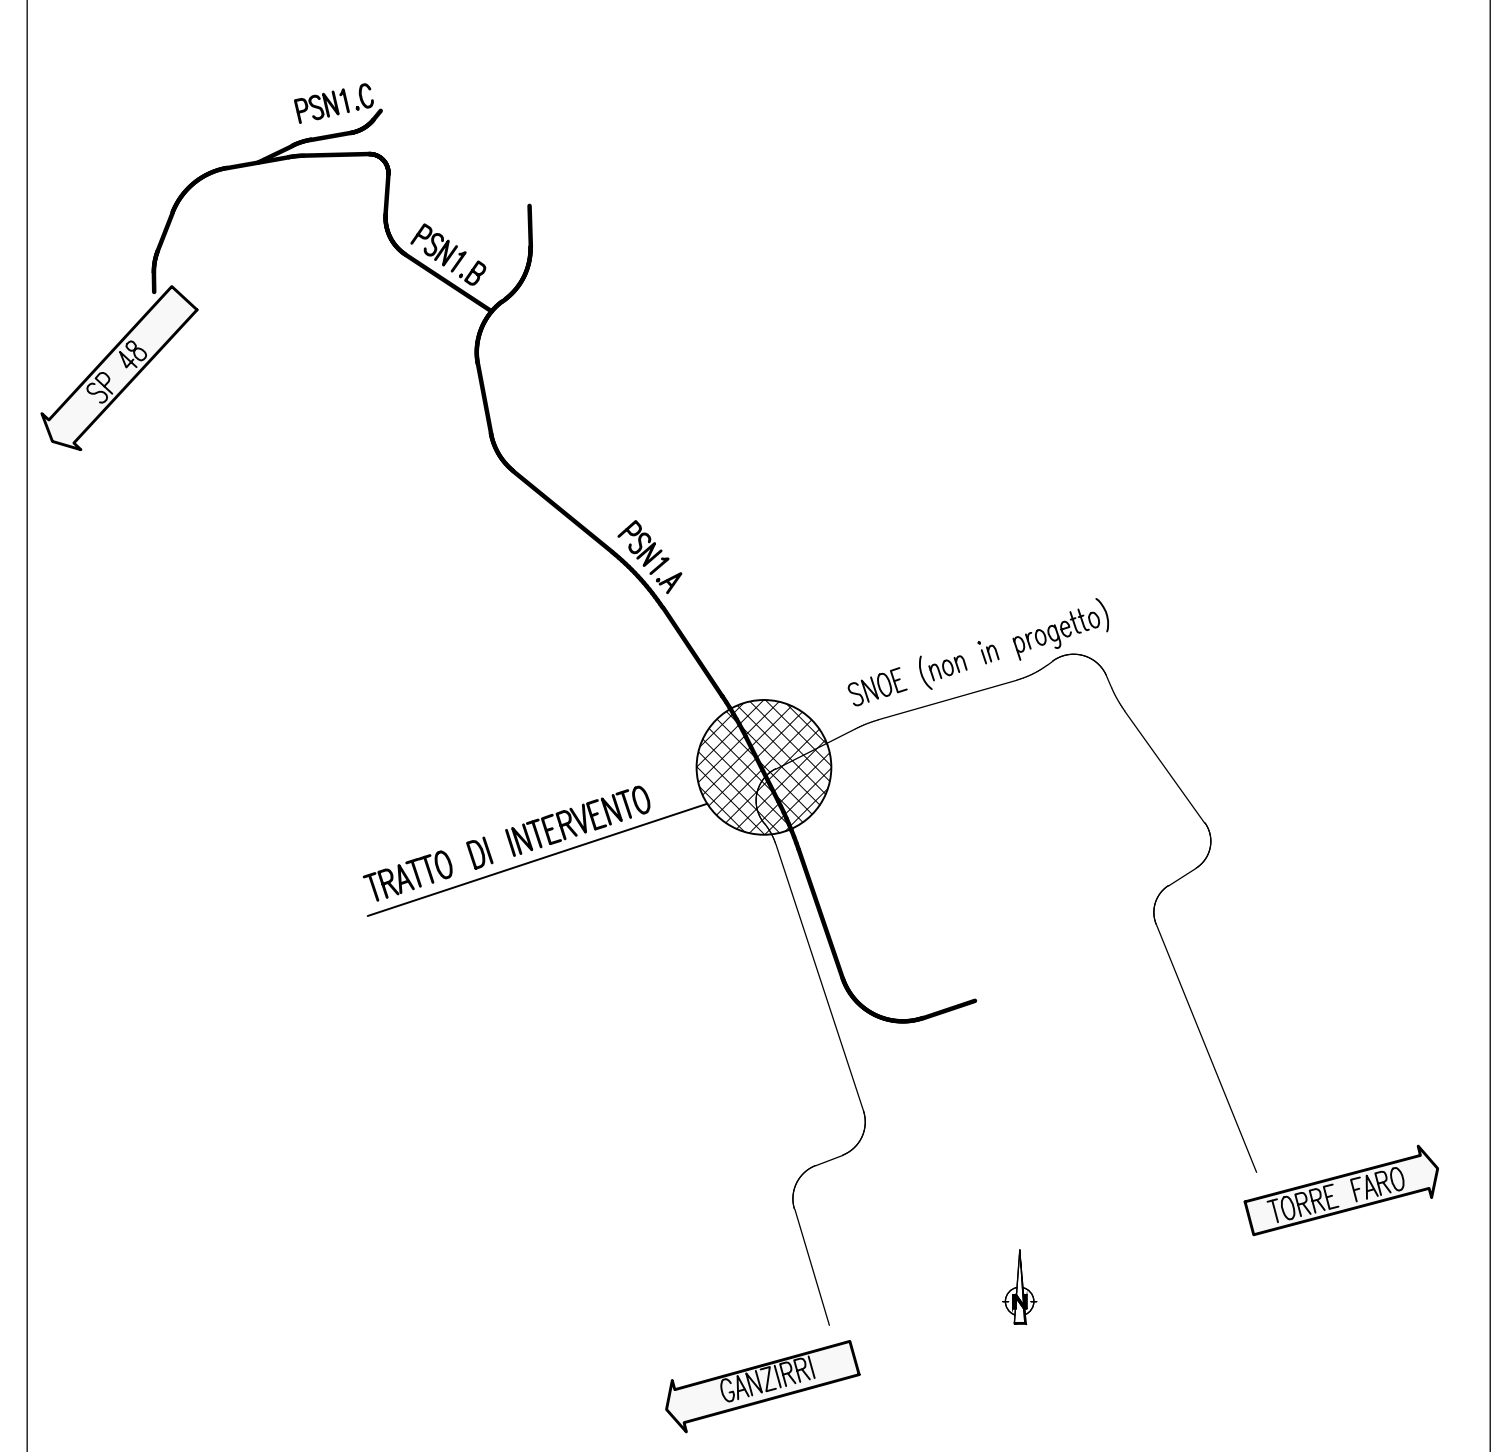 PSN1.C
PSN1.B
SP 48
PSN1.A
SNOE (non in progetto)
TRATTO DI INTERVENTO
TORRE FARO
N
GANZIRRI